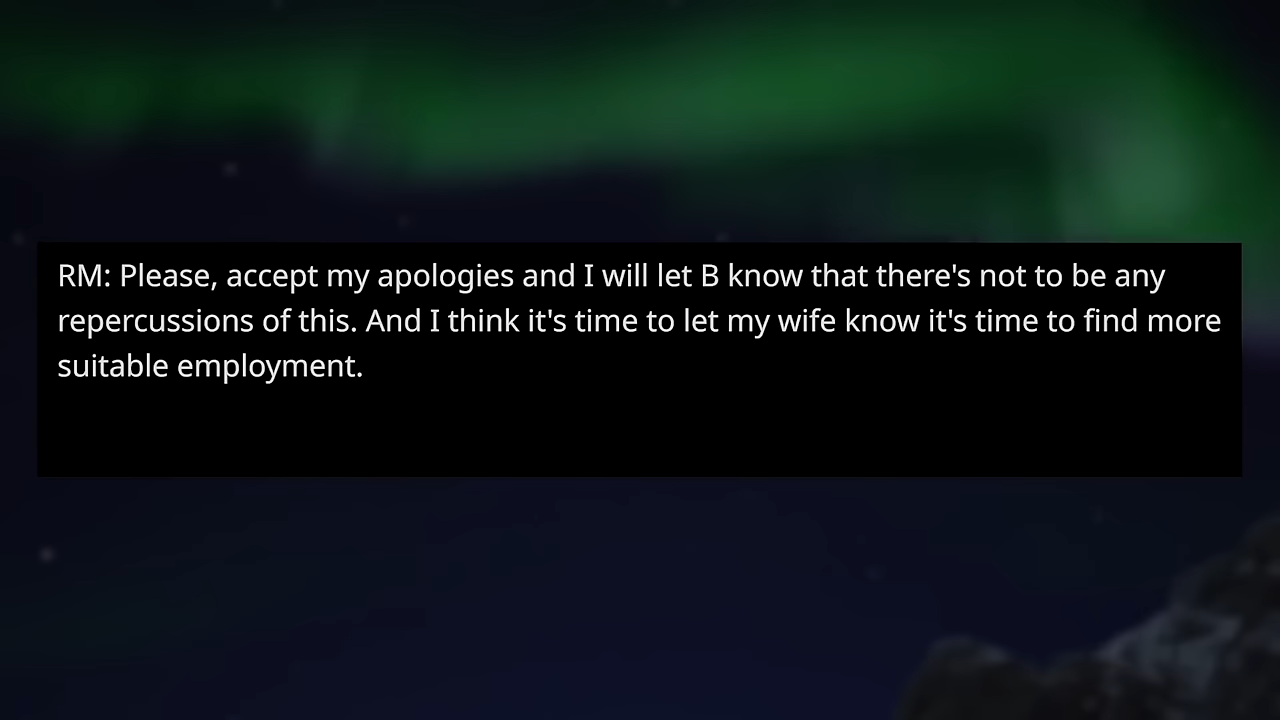 RM: Please, accept my apologies and I will let B know that there's not to be any
repercussions of this. And I think it's time to let my wife know it's time to find more
suitable employment.